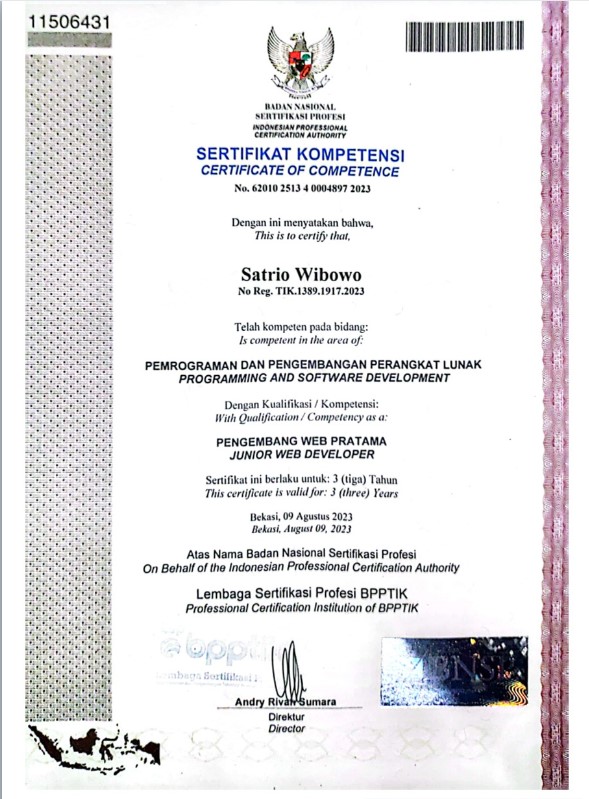 11506431
BADAN NASIONAL
SERTIFIKASI PROFESI
INDONESIAN PROFESSIONAL
CERTIFICATION AUTHORITY
SERTIFIKAT KOMPETENSI
CERTIFICATE OF COMPETENCE
No. 62010 2513 4 0004897 2023
Dengan ini menyatakan bahwa,
This is to certify that,
Satrio Wibowo
No Reg. TIK.1389.1917.2023
Telah kompeten pada bidang:
Is competent in the area of:
PEMROGRAMAN DAN PENGEMBANGAN PERANGKAT LUNAK
PROGRAMMING AND SOFTWARE DEVELOPMENT
Dengan Kualifikasi / Kompetensi:
With Qualification / Competency as a:
PENGEMBANG WEB PRATAMA
JUNIOR WEB DEVELOPER
Sertifikat ini berlaku untuk: 3 (tiga) Tahun
This certificate is valid for: 3 (three) Years
Bekasi, 09 Agustus 2023
Bekasi, August 09, 2023
Atas Nama Badan Nasional Sertifikasi Profesi
On Behalf of the Indonesian Professional Certification Authority
Lembaga Sertifikasi Profesi BPPTIK
Professional Certification Institution of BPPTIK
bpptik
Lembaga Sertifikasi
BNSP
Andry Rivan Sumara
Direktur
Director